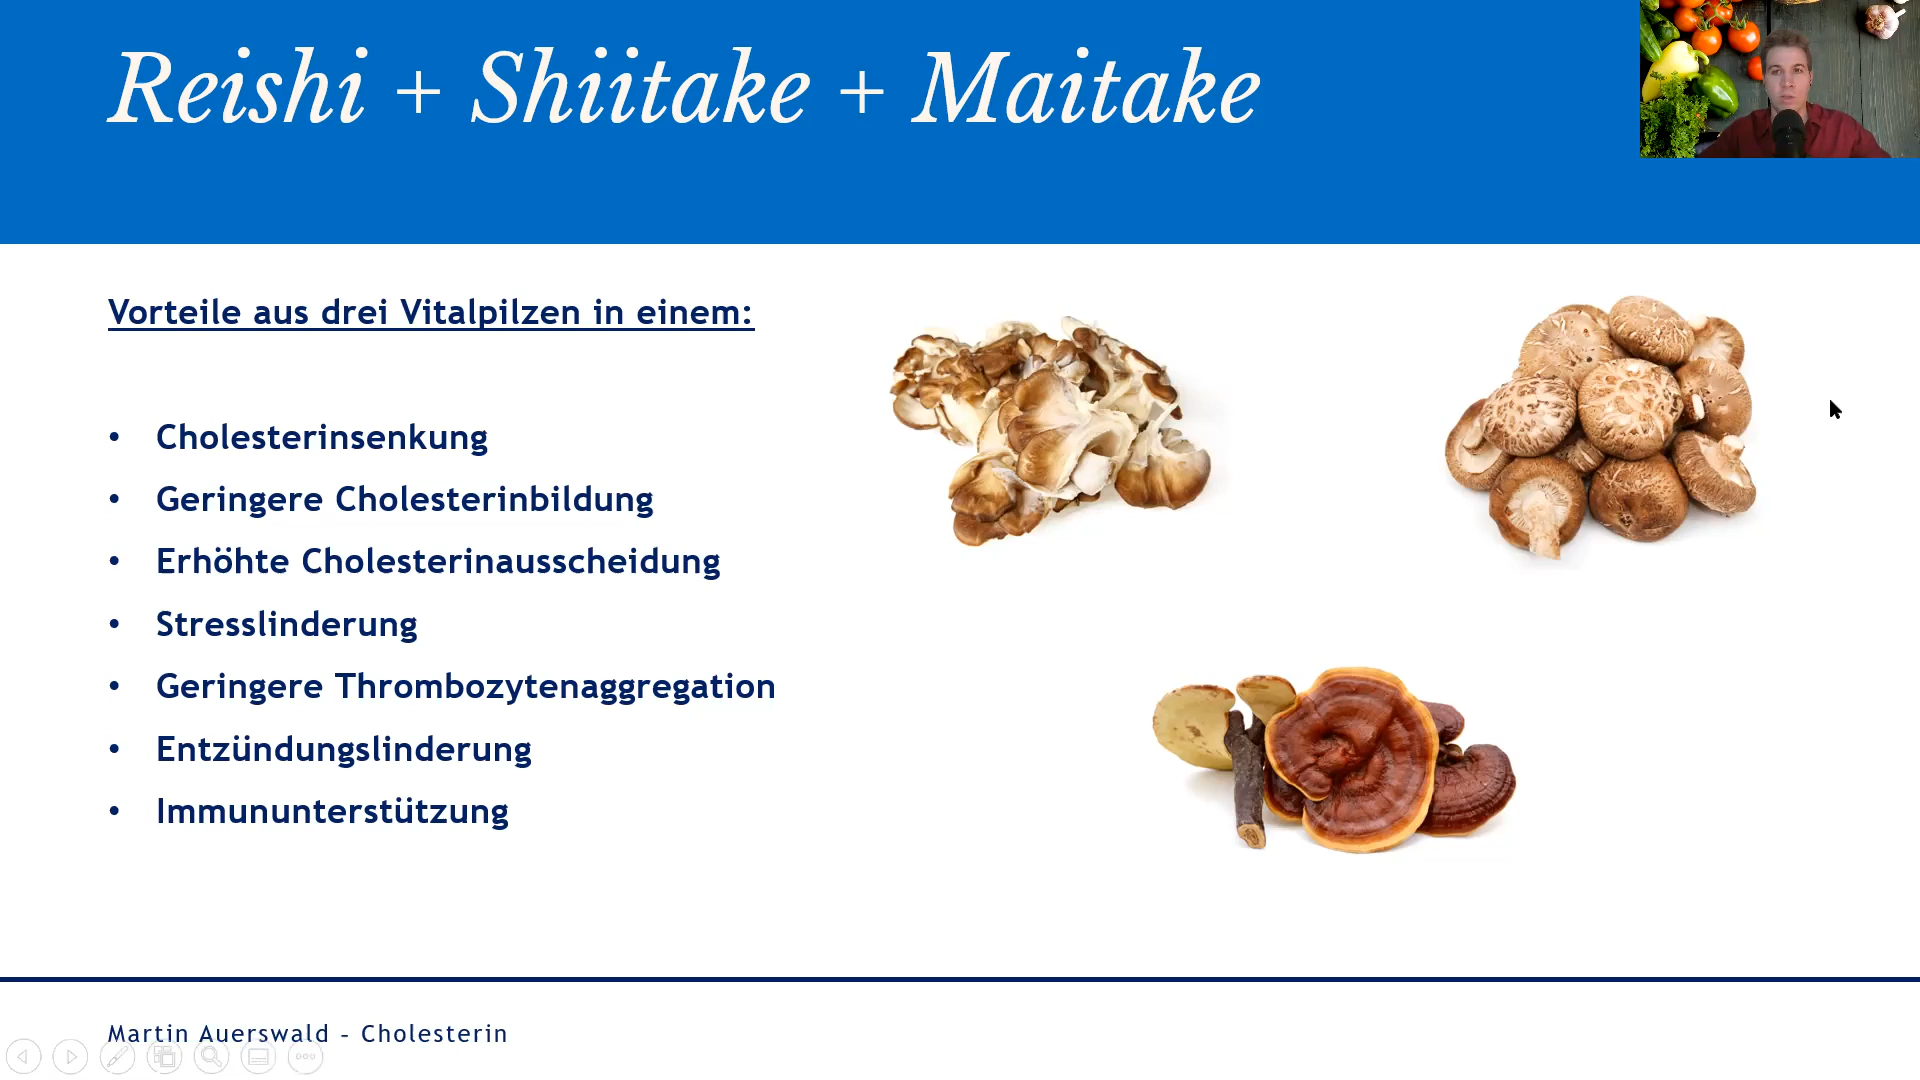 Reishi + Shiitake + Maitake
Vorteile aus drei Vitalpilzen in einem:
• Cholesterinsenkung
• Geringere Cholesterinbildung
• Erhöhte Cholesterinausscheidung
• Stresslinderung
• Geringere Thrombozytenaggregation
• Entzündungslinderung
• Immununterstützung
Martin Auerswald – Cholesterin